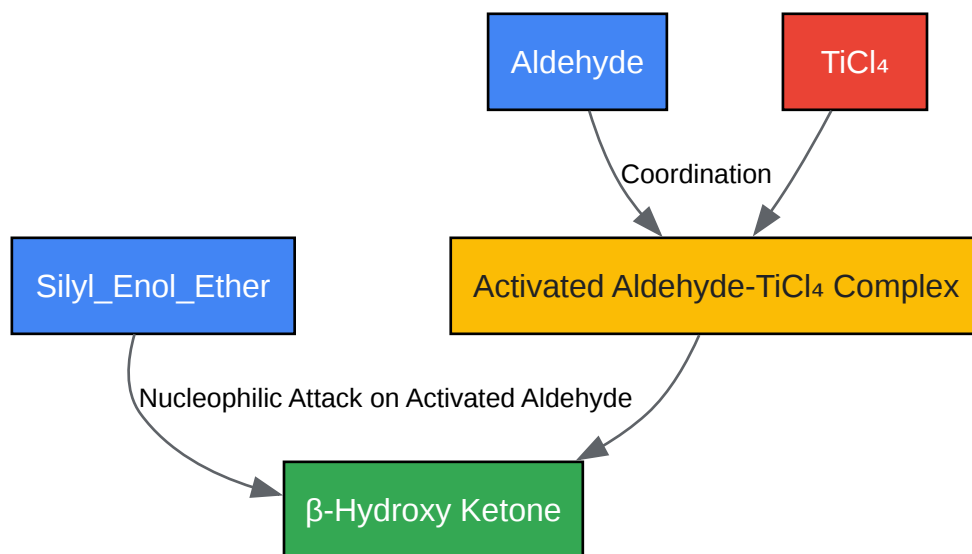 Aldehyde
TiCl₄
Coordination
Silyl_Enol_Ether
Activated Aldehyde-TiCl₄ Complex
Nucleophilic Attack on Activated Aldehyde
β-Hydroxy Ketone